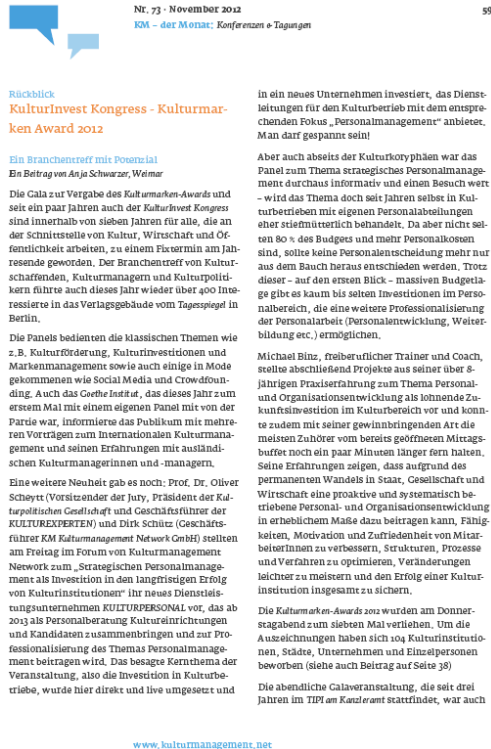 Nr. 73 · November 2012
59
KM – der Monat: Konferenzen & Tagungen
Rückblick
KulturInvest Kongress - Kulturmar-
ken Award 2012
Ein Branchentreff mit Potenzial
Ein Beitrag von Anja Schwarzer, Weimar
Die Gala zur Vergabe des Kulturmarken-Awards und
seit ein paar Jahren auch der KulturInvest Kongress
sind innerhalb von sieben Jahren für alle, die an
der Schnittstelle von Kultur, Wirtschaft und Öf-
fentlichkeit arbeiten, zu einem Fixtermin am Jah-
resende geworden. Der Branchentreff von Kultur-
schaffenden, Kulturmanagern und Kulturpoliti-
kern führte auch dieses Jahr wieder über 400 Inte-
ressierte in das Verlagsgebäude vom Tagesspiegel in
Berlin.
Die Panels bedienten die klassischen Themen wie
z.B. Kulturförderung, Kulturinvestitionen und
Markenmanagement sowie auch einige in Mode
gekommenen wie Social Media und Crowdfoun-
ding. Auch das Goethe Institut, das dieses Jahr zum
erstem Mal mit einem eigenen Panel mit von der
Partie war, informierte das Publikum mit mehre-
ren Vorträgen zum Internationalen Kulturmana-
gement und seinen Erfahrungen mit ausländi-
schen Kulturmanagerinnen und -managern.
Eine weitere Neuheit gab es noch: Prof. Dr. Oliver
Scheytt (Vorsitzender der Jury, Präsident der Kul-
turpolitischen Gesellschaft und Geschäftsführer der
KULTUREXPERTEN) und Dirk Schütz (Geschäfts-
führer KM Kulturmanagement Network GmbH) stellten
am Freitag im Forum von Kulturmanagement
Network zum „Strategischen Personalmanage-
ment als Investition in den langfristigen Erfolg
von Kulturinstitutionen“ ihr neues Dienstleis-
tungsunternehmen KULTURPERSONAL vor, das ab
2013 als Personalberatung Kultureinrichtungen
und Kandidaten zusammenbringen und zur Pro-
fessionalisierung des Themas Personalmanage-
ment beitragen wird. Das besagte Kernthema der
Veranstaltung, also die Investition in Kulturbe-
triebe, wurde hier direkt und live umgesetzt und
in ein neues Unternehmen investiert, das Dienst-
leitungen für den Kulturbetrieb mit dem entspre-
chenden Fokus „Personalmanagement“ anbietet.
Man darf gespannt sein!
Aber auch abseits der Kulturkoryphäen war das
Panel zum Thema strategisches Personalmanage-
ment durchaus informativ und einen Besuch wert
– wird das Thema doch seit Jahren selbst in Kul-
turbetrieben mit eigenen Personalabteilungen
eher stiefmütterlich behandelt. Da aber nicht sel-
ten 80 % des Budgets und mehr Personalkosten
sind, sollte keine Personalentscheidung mehr nur
aus dem Bauch heraus entschieden werden. Trotz
dieser – auf den ersten Blick – massiven Budgetla-
ge gibt es kaum bis selten Investitionen im Perso-
nalbereich, die eine weitere Professionalisierung
der Personalarbeit (Personalentwicklung, Weiter-
bildung etc.) ermöglichen.
Michael Binz, freiberuflicher Trainer und Coach,
stellte abschließend Projekte aus seiner über 8-
jährigen Praxiserfahrung zum Thema Personal-
und Organisationsentwicklung als lohnende Zu-
kunftsinvestition im Kulturbereich vor und konn-
te zudem mit seiner gewinnbringenden Art die
meisten Zuhörer vom bereits geöffneten Mittags-
buffet noch ein paar Minuten länger fern halten.
Seine Erfahrungen zeigen, dass aufgrund des
permanenten Wandels in Staat, Gesellschaft und
Wirtschaft eine proaktive und systematisch be-
triebene Personal- und Organisationsentwicklung
in erheblichem Maße dazu beitragen kann, Fähig-
keiten, Motivation und Zufriedenheit von Mitar-
beiterInnen zu verbessern, Strukturen, Prozesse
und Verfahren zu optimieren, Veränderungen
leichter zu meistern und den Erfolg einer Kultur-
institution insgesamt zu sichern.
Die Kulturmarken-Awards 2012 wurden am Donner-
stagabend zum siebten Mal verliehen. Um die
Auszeichnungen haben sich 104 Kulturinstitutio-
nen, Städte, Unternehmen und Einzelpersonen
beworben (siehe auch Beitrag auf Seite 38)
Die abendliche Galaveranstaltung, die seit drei
Jahren im TIPI am Kanzleramt stattfindet, war auch
www.kulturmanagement.net